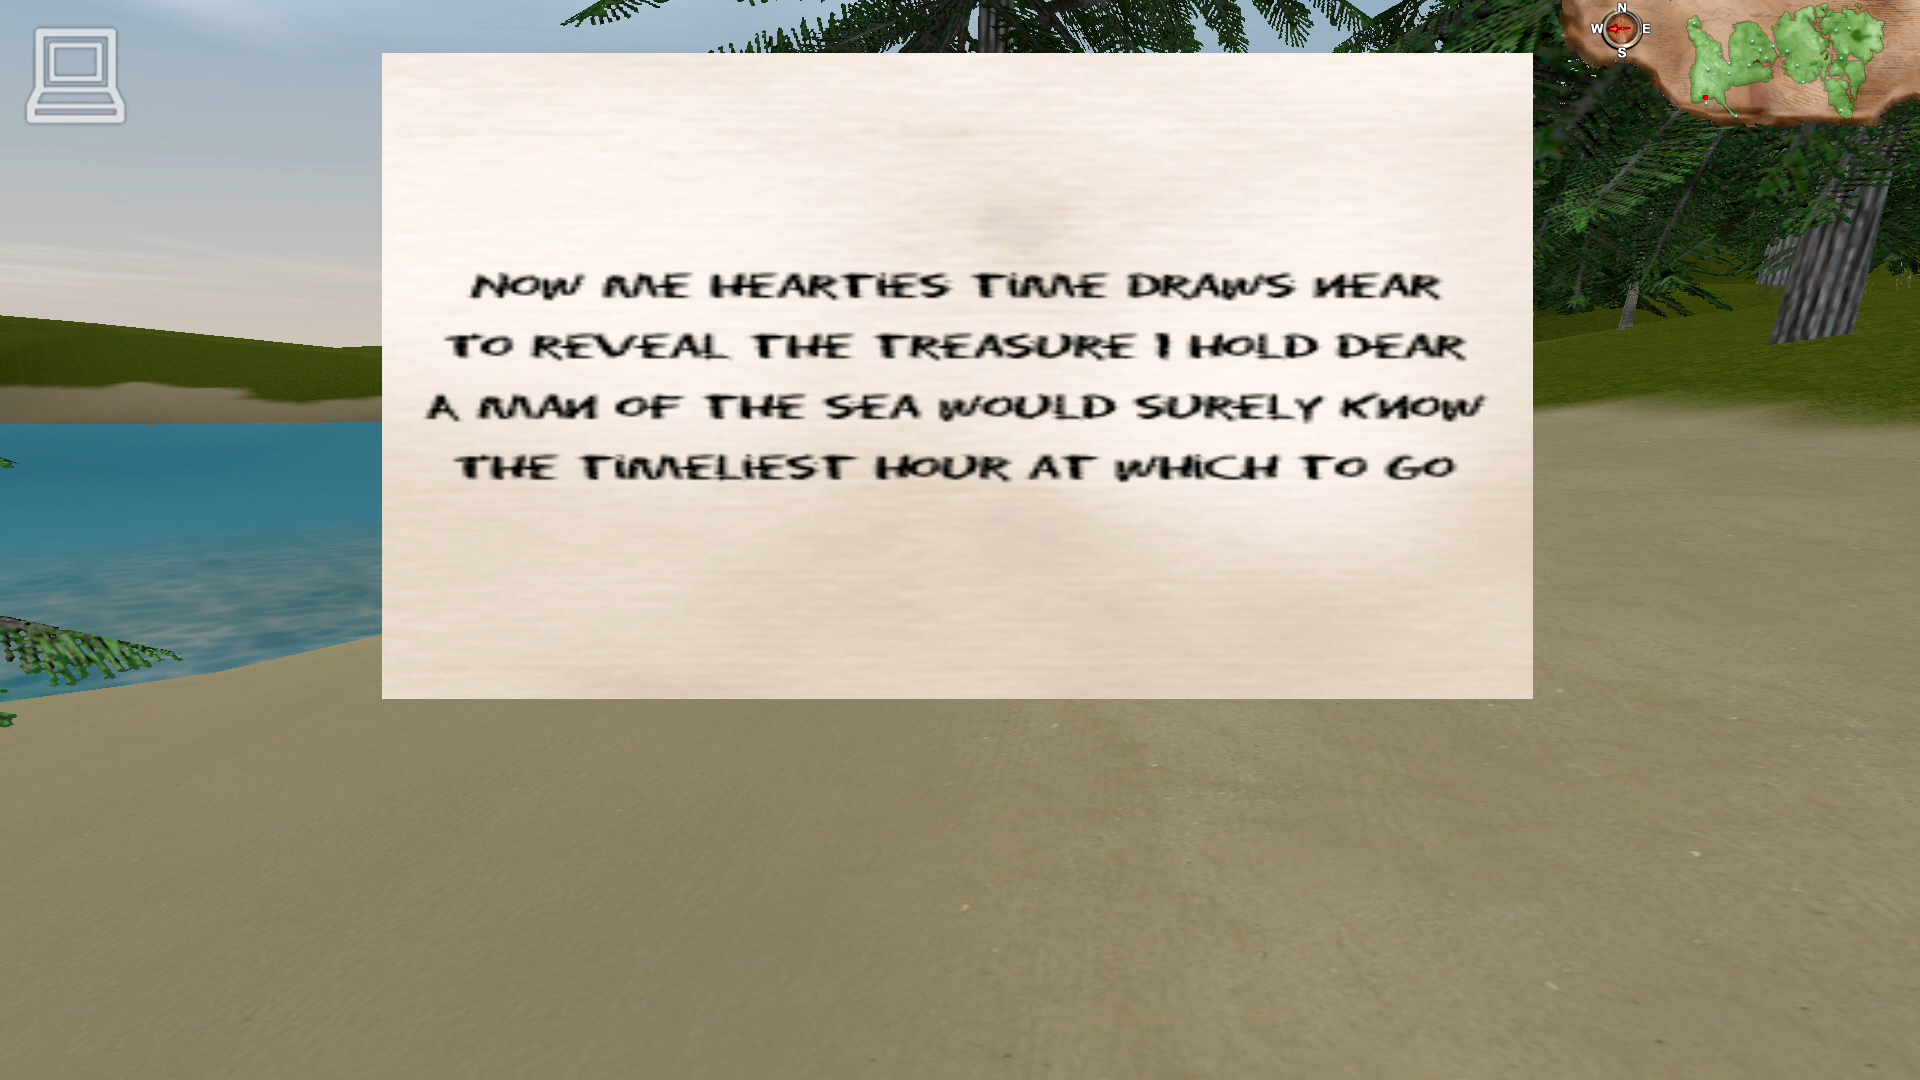 NOW ME HEARTIES TIME DRAWS NEAR
TO REVEAL THE TREASURE I HOLD DEAR
A MAN OF THE SEA WOULD SURELY KNOW
THE TIMELIEST HOUR AT WHICH TO GO
N
W E
S